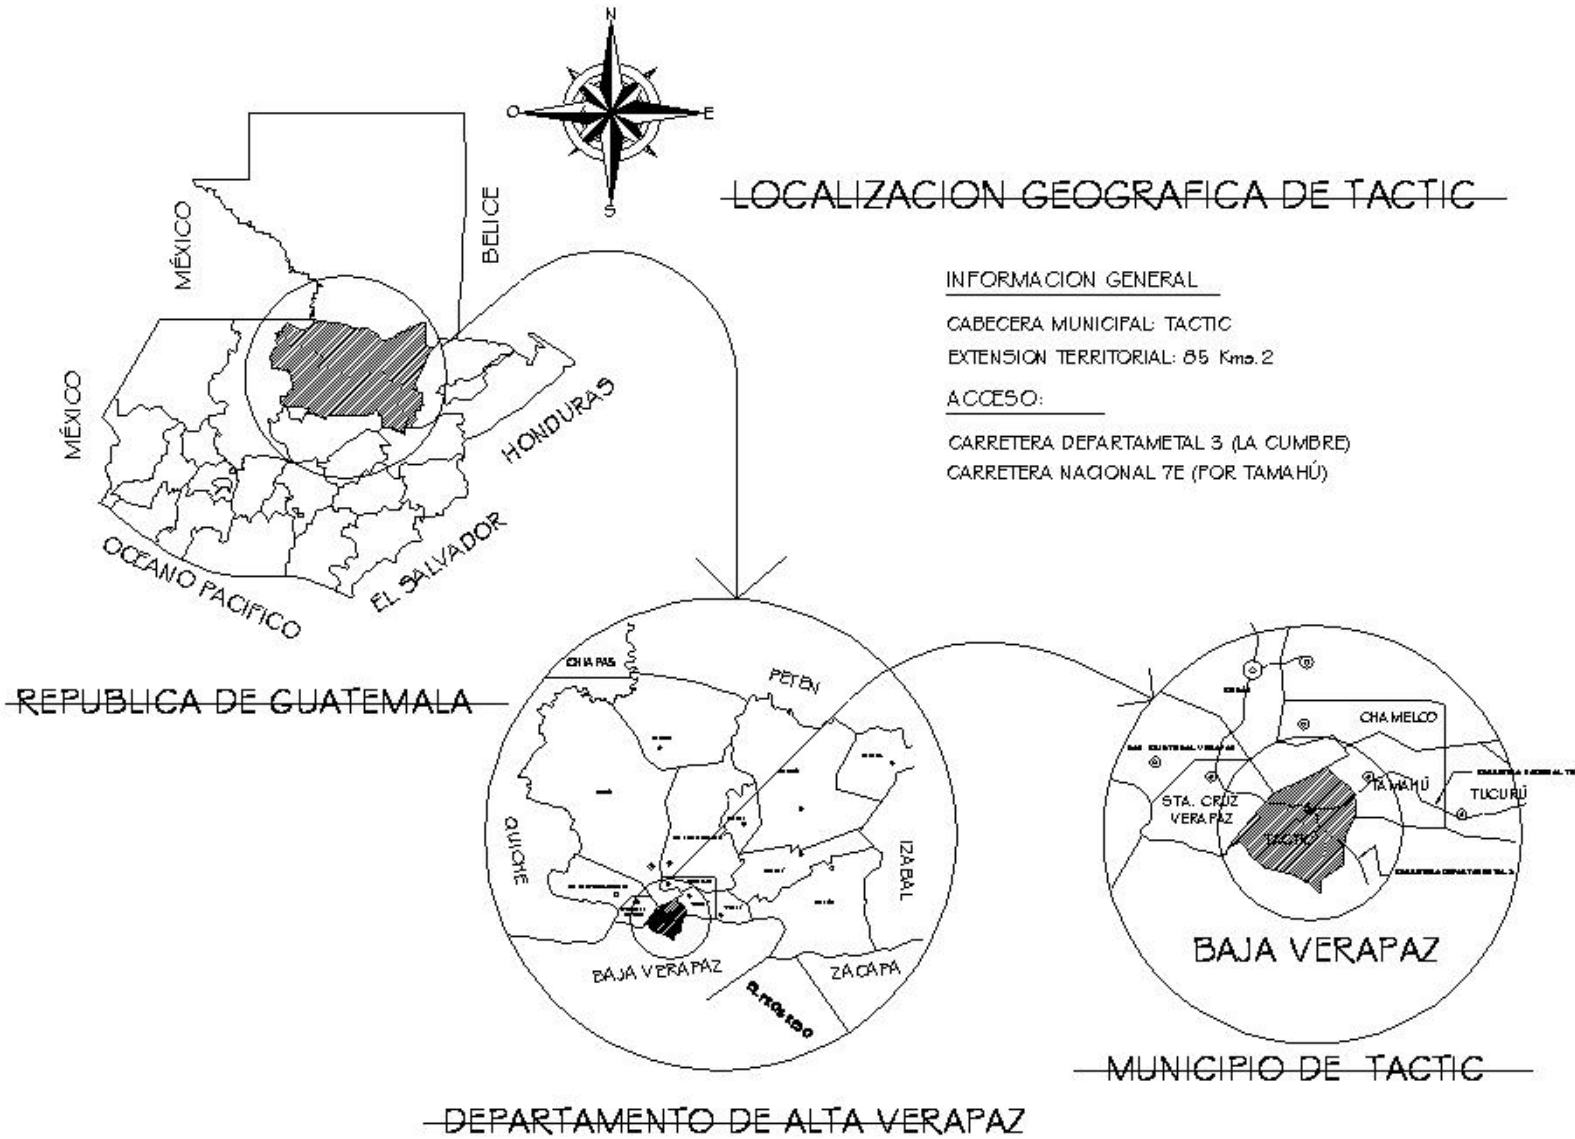 N
O
E
S
LOCALIZACION GEOGRAFICA DE TACTIC
MÉXICO
BELICE
INFORMACION GENERAL
CABECERA MUNICIPAL: TACTIC
EXTENSION TERRITORIAL: 85 Kms.2
ACCESO:
CARRETERA DEPARTAMETAL 3 (LA CUMBRE)
CARRETERA NACIONAL 7E (POR TAMAHÚ)
MÉXICO
HONDURAS
EL SALVADOR
OCEANO PACIFICO
REPUBLICA DE GUATEMALA
CHIAPAS
PETEN
QUICHE
IZABAL
BAJA VERAPAZ
ZACAPA
EL PROGRESO
DEPARTAMENTO DE ALTA VERAPAZ
CHAMELCO
TAMAHÚ
TUCURÚ
STA. CRUZ
VERAPAZ
TACTIC
BAJA VERAPAZ
MUNICIPIO DE TACTIC